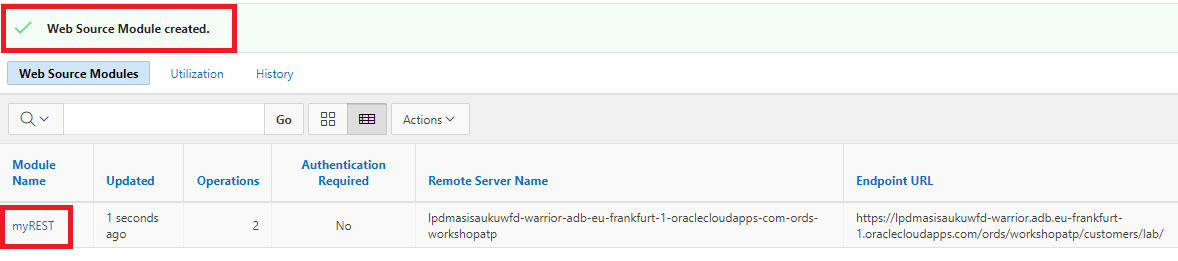 Web Source Module created.
Web Source Modules Utilization History
Go Actions
Module Name Updated Operations Authentication Required Remote Server Name Endpoint URL
myREST 1 seconds ago 2 No lpdmasisaukuwfd-warrior-adb-eu-frankfurt-1-oraclecloudapps-com-ords-workshopatp https://lpdmasisaukuwfd-warrior.adb.eu-frankfurt-1.oraclecloudapps.com/ords/workshopatp/customers/lab/